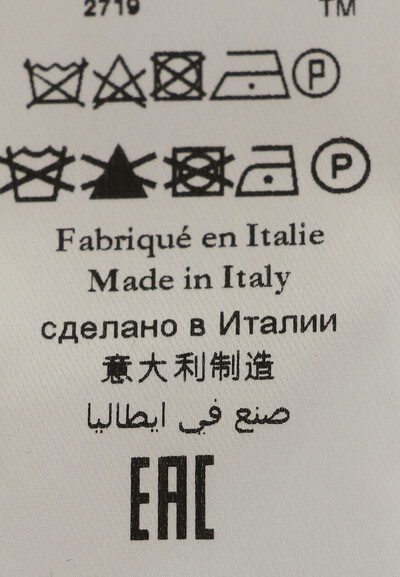 2719 TM
P
P
Fabriqué en Italie
Made in Italy
сделано в Италии
意大利制造
صنع في ايطاليا
EAC